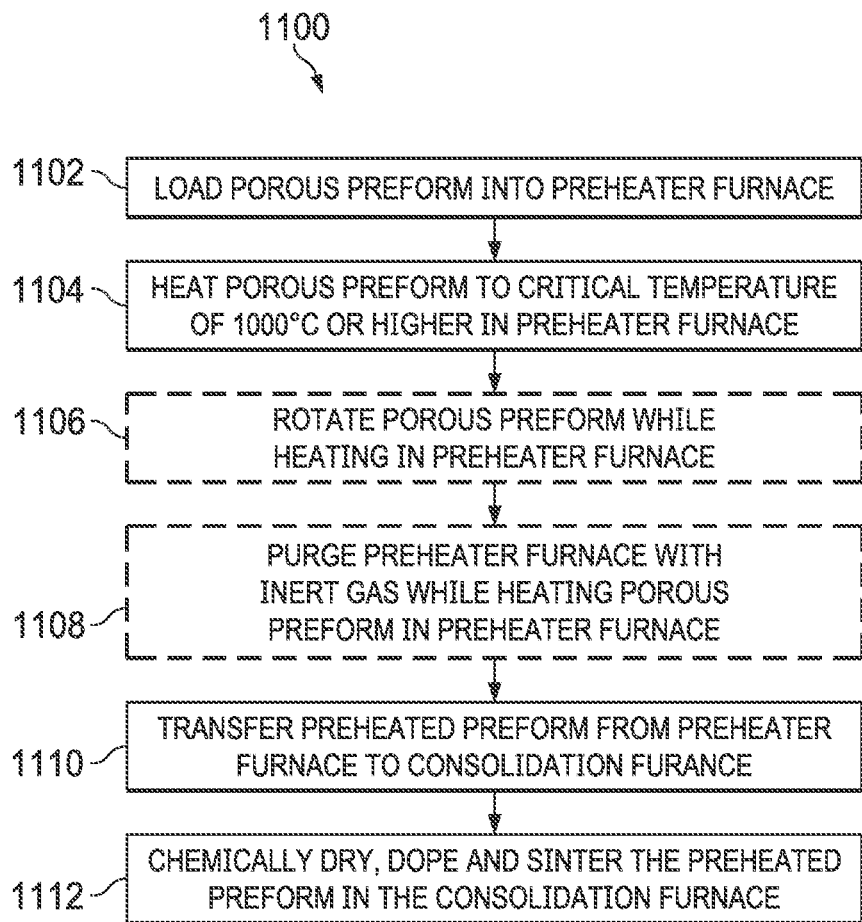 1100
1102
LOAD POROUS PREFORM INTO PREHEATER FURNACE
1104
HEAT POROUS PREFORM TO CRITICAL TEMPERATURE
OF 1000°C OR HIGHER IN PREHEATER FURNACE
1106
ROTATE POROUS PREFORM WHILE
HEATING IN PREHEATER FURNACE
1108
PURGE PREHEATER FURNACE WITH
INERT GAS WHILE HEATING POROUS
PREFORM IN PREHEATER FURNACE
1110
TRANSFER PREHEATED PREFORM FROM PREHEATER
FURNACE TO CONSOLIDATION FURANCE
1112
CHEMICALLY DRY, DOPE AND SINTER THE PREHEATED
PREFORM IN THE CONSOLIDATION FURNACE